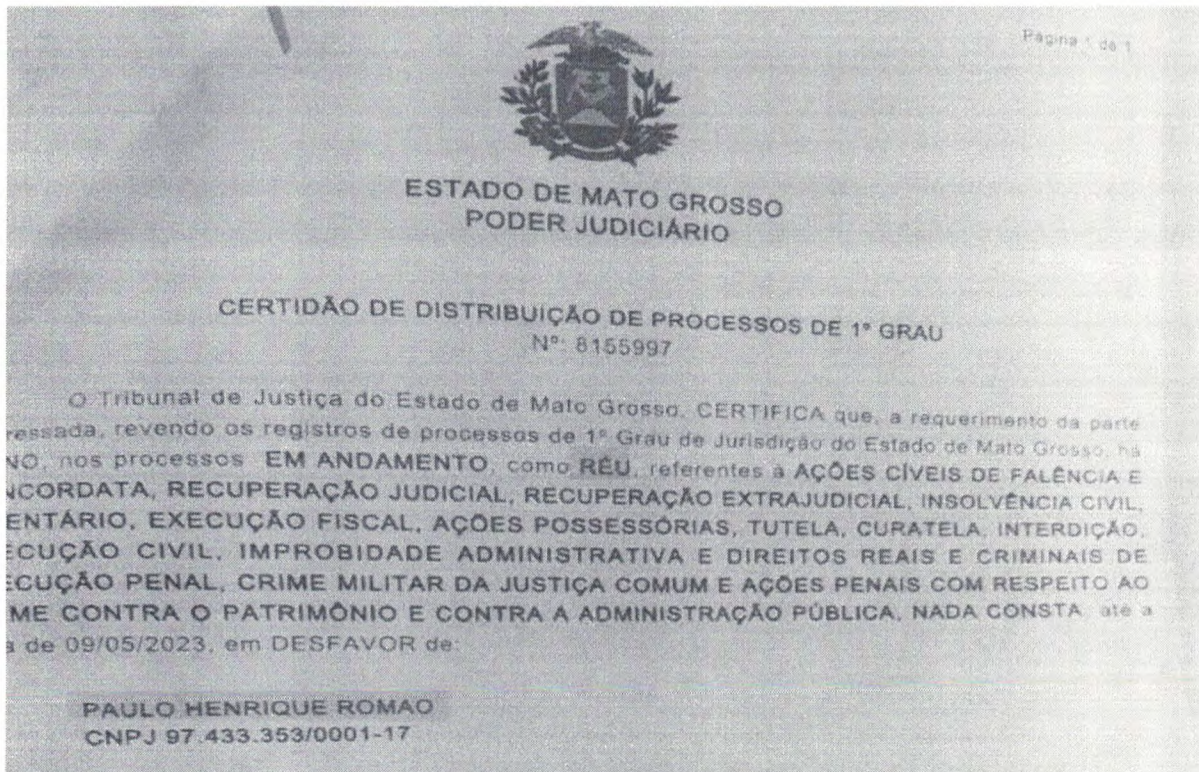 Página 1 de 1
ESTADO DE MATO GROSSO
PODER JUDICIÁRIO
CERTIDÃO DE DISTRIBUIÇÃO DE PROCESSOS DE 1º GRAU
Nº: 8155997
O Tribunal de Justiça do Estado de Mato Grosso, CERTIFICA que, a requerimento da parte
ressada, revendo os registros de processos de 1º Grau de Jurisdição do Estado de Mato Grosso, há
NO, nos processos EM ANDAMENTO, como RÉU, referentes à AÇÕES CÍVEIS DE FALÊNCIA E
NCORDATA, RECUPERAÇÃO JUDICIAL, RECUPERAÇÃO EXTRAJUDICIAL, INSOLVÊNCIA CIVIL,
ENTÁRIO, EXECUÇÃO FISCAL, AÇÕES POSSESSÓRIAS, TUTELA, CURATELA, INTERDIÇÃO,
ECUÇÃO CIVIL, IMPROBIDADE ADMINISTRATIVA E DIREITOS REAIS E CRIMINAIS DE
ECUÇÃO PENAL, CRIME MILITAR DA JUSTIÇA COMUM E AÇÕES PENAIS COM RESPEITO AO
ME CONTRA O PATRIMÔNIO E CONTRA A ADMINISTRAÇÃO PÚBLICA, NADA CONSTA até a
a de 09/05/2023, em DESFAVOR de:
PAULO HENRIQUE ROMAO
CNPJ 97.433.353/0001-17